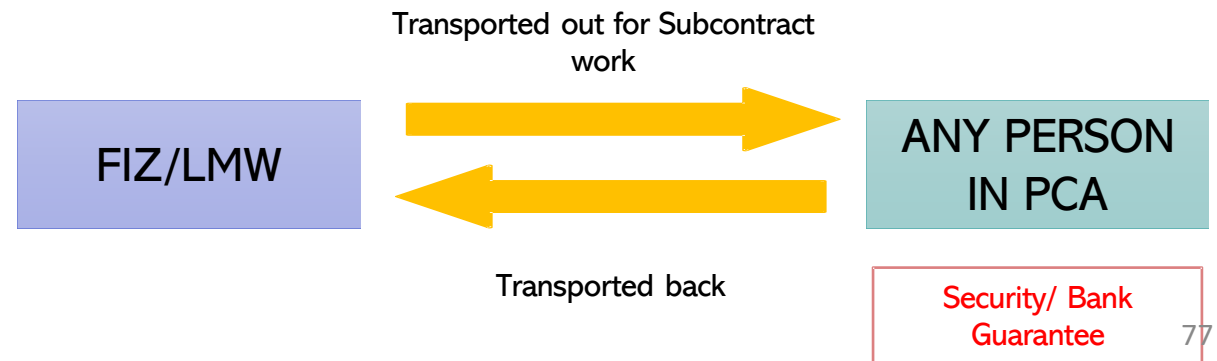 Transported out for Subcontract
work
FIZ/LMW
ANY PERSON
IN PCA
Transported back
Security/ Bank
Guarantee
77